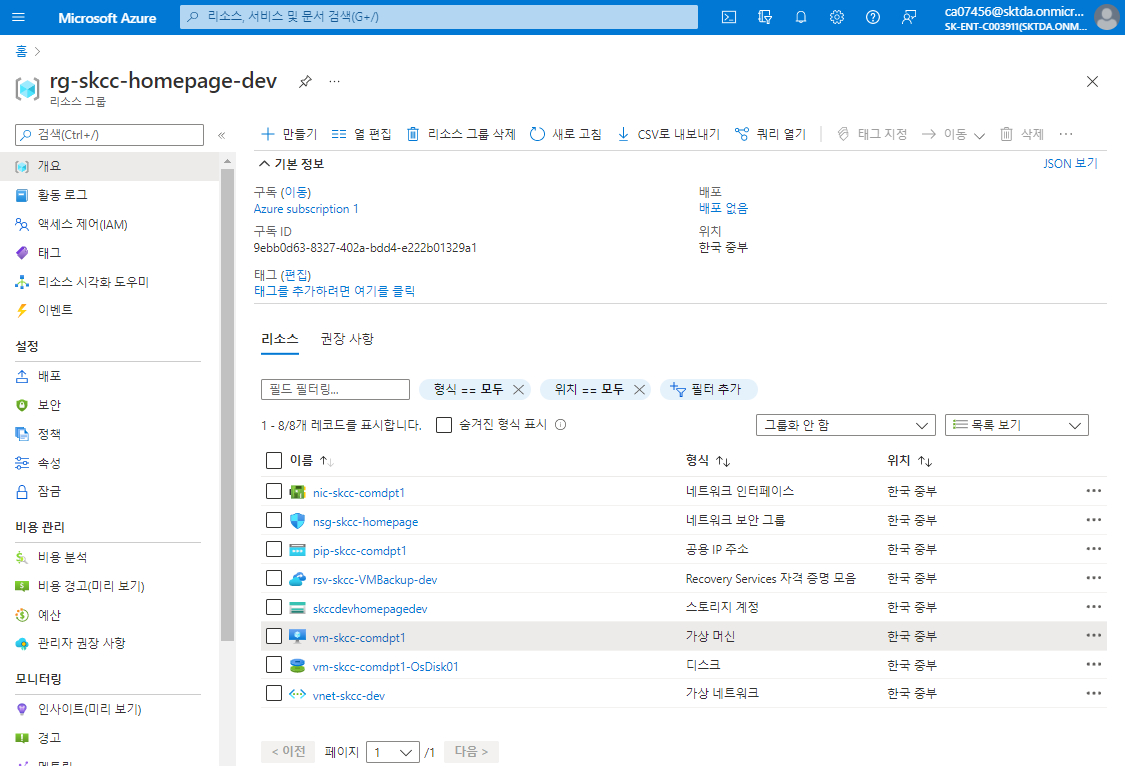 Microsoft Azure
리소스, 서비스 및 문서 검색(G+/)
ca07456@sktda.onmicr...
SK-ENT-C003911(SKTDA.ONM...
홈 >
rg-skcc-homepage-dev ...
리소스 그룹
검색(Ctrl+/) «
개요
활동 로그
액세스 제어(IAM)
태그
리소스 시각화 도우미
이벤트
설정
배포
보안
정책
속성
잠금
비용 관리
비용 분석
비용 경고(미리 보기)
예산
관리자 권장 사항
모니터링
인사이트(미리 보기)
경고
메트릭
만들기 열 편집 리소스 그룹 삭제 새로 고침 CSV로 내보내기 쿼리 열기 태그 지정 이동 삭제 ...
기본 정보 JSON 보기
구독 (이동) 배포
Azure subscription 1 배포 없음
구독 ID 위치
9ebb0d63-8327-402a-bdd4-e222b01329a1 한국 중부
태그 (편집)
태그를 추가하려면 여기를 클릭
리소스 권장 사항
필드 필터링... 형식 == 모두 위치 == 모두 필터 추가
1 - 8/8개 레코드를 표시합니다. 숨겨진 형식 표시 그룹화 안 함 목록 보기
이름 ↑↓ 형식 ↑↓ 위치 ↑↓
nic-skcc-comdpt1 네트워크 인터페이스 한국 중부 ...
nsg-skcc-homepage 네트워크 보안 그룹 한국 중부 ...
pip-skcc-comdpt1 공용 IP 주소 한국 중부 ...
rsv-skcc-VMBackup-dev Recovery Services 자격 증명 모음 한국 중부 ...
skccdevhomepagedev 스토리지 계정 한국 중부 ...
vm-skcc-comdpt1 가상 머신 한국 중부 ...
vm-skcc-comdpt1-OsDisk01 디스크 한국 중부 ...
vnet-skcc-dev 가상 네트워크 한국 중부 ...
< 이전 페이지 1 /1 다음 >